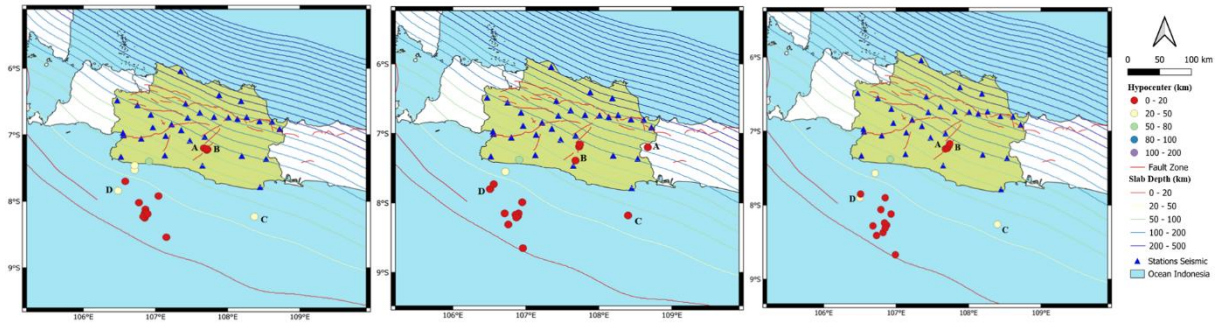 6°S
7°S
8°S
9°S
A
B
D
C
106°E
107°E
108°E
109°E
6°S
7°S
8°S
9°S
A
B
D
C
106°E
107°E
108°E
109°E
6°S
7°S
8°S
9°S
A
B
D
C
106°E
107°E
108°E
109°E
0 50 100 km
Hypocenter (km)
0 - 20
20 - 50
50 - 80
80 - 100
100 - 200
Fault Zone
Slab Depth (km)
0 - 20
20 - 50
50 - 100
100 - 200
200 - 500
Stations Seismic
Ocean Indonesia